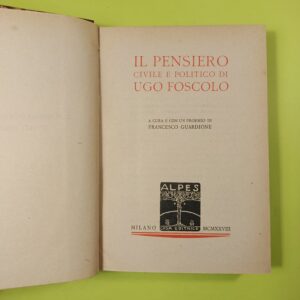 IL PENSIERO
CIVILE E POLITICO DI
UGO FOSCOLO
A CURA E CON UN PROEMIO DI
FRANCESCO GUARDIONE
ALPES
CASA EDITRICE
MILANO MCMXXVIII